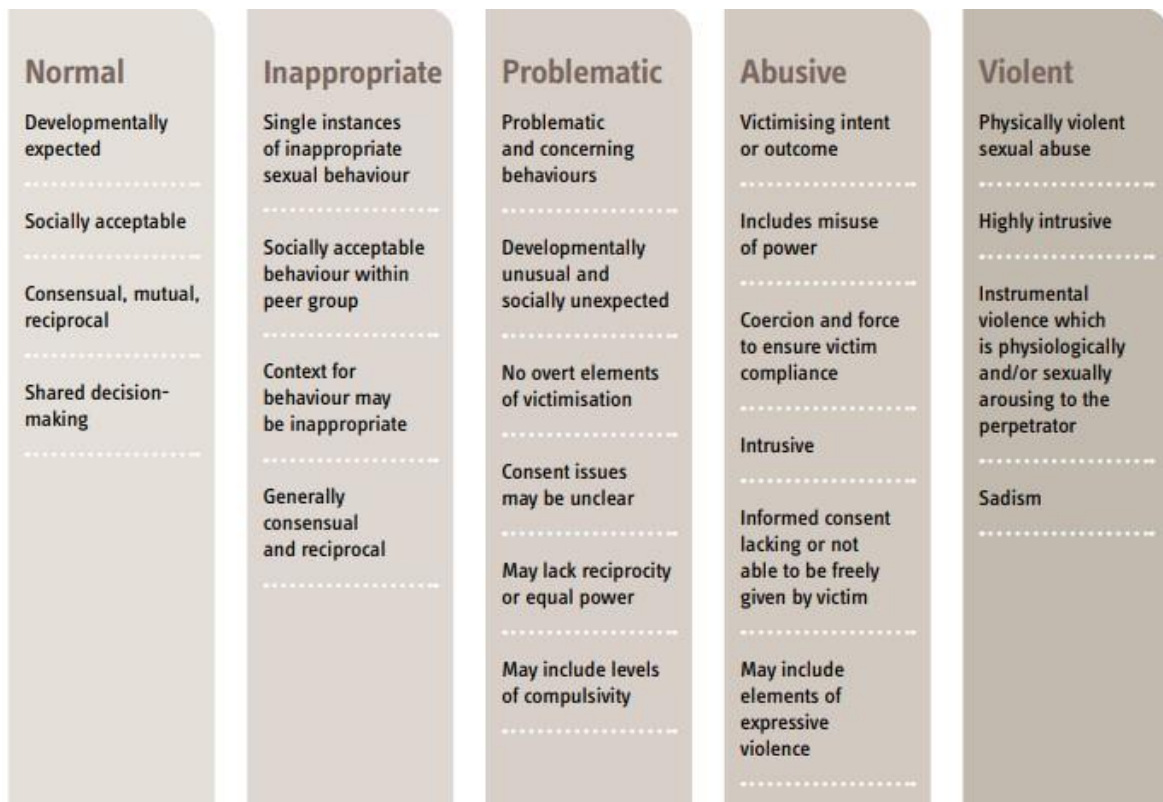 Normal
Developmentally
expected
Socially acceptable
Consensual, mutual,
reciprocal
Shared decision-
making
Inappropriate
Single instances
of inappropriate
sexual behaviour
Socially acceptable
behaviour within
peer group
Context for
behaviour may
be inappropriate
Generally
consensual
and reciprocal
Problematic
Problematic
and concerning
behaviours
Developmentally
unusual and
socially unexpected
No overt elements
of victimisation
Consent issues
may be unclear
May lack reciprocity
or equal power
May include levels
of compulsivity
Abusive
Victimising intent
or outcome
Includes misuse
of power
Coercion and force
to ensure victim
compliance
Intrusive
Informed consent
lacking or not
able to be freely
given by victim
May include
elements of
expressive
violence
Violent
Physically violent
sexual abuse
Highly intrusive
Instrumental
violence which
is physiologically
and/or sexually
arousing to the
perpetrator
Sadism